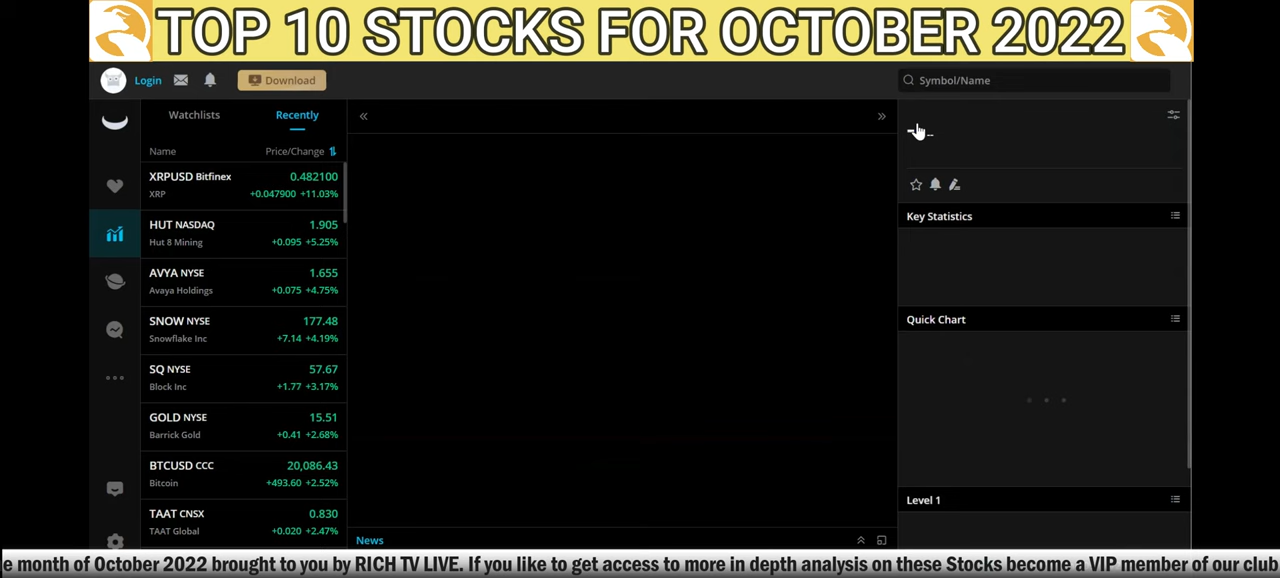 TOP 10 STOCKS FOR OCTOBER 2022
Login
Download
Symbol/Name
Watchlists
Recently
Name
Price/Change
XRPUSD Bitfinex
0.482100
XRP
+0.047900 +11.03%
HUT NASDAQ
1.905
Hut 8 Mining
+0.095 +5.25%
AVYA NYSE
1.655
Avaya Holdings
+0.075 +4.75%
SNOW NYSE
177.48
Snowflake Inc
+7.14 +4.19%
SQ NYSE
57.67
Block Inc
+1.77 +3.17%
GOLD NYSE
15.51
Barrick Gold
+0.41 +2.68%
BTCUSD CCC
20,086.43
Bitcoin
+493.60 +2.52%
TAAT CNSX
0.830
TAAT Global
+0.020 +2.47%
Key Statistics
Quick Chart
Level 1
News
e month of October 2022 brought to you by RICH TV LIVE. If you like to get access to more in depth analysis on these Stocks become a VIP member of our club